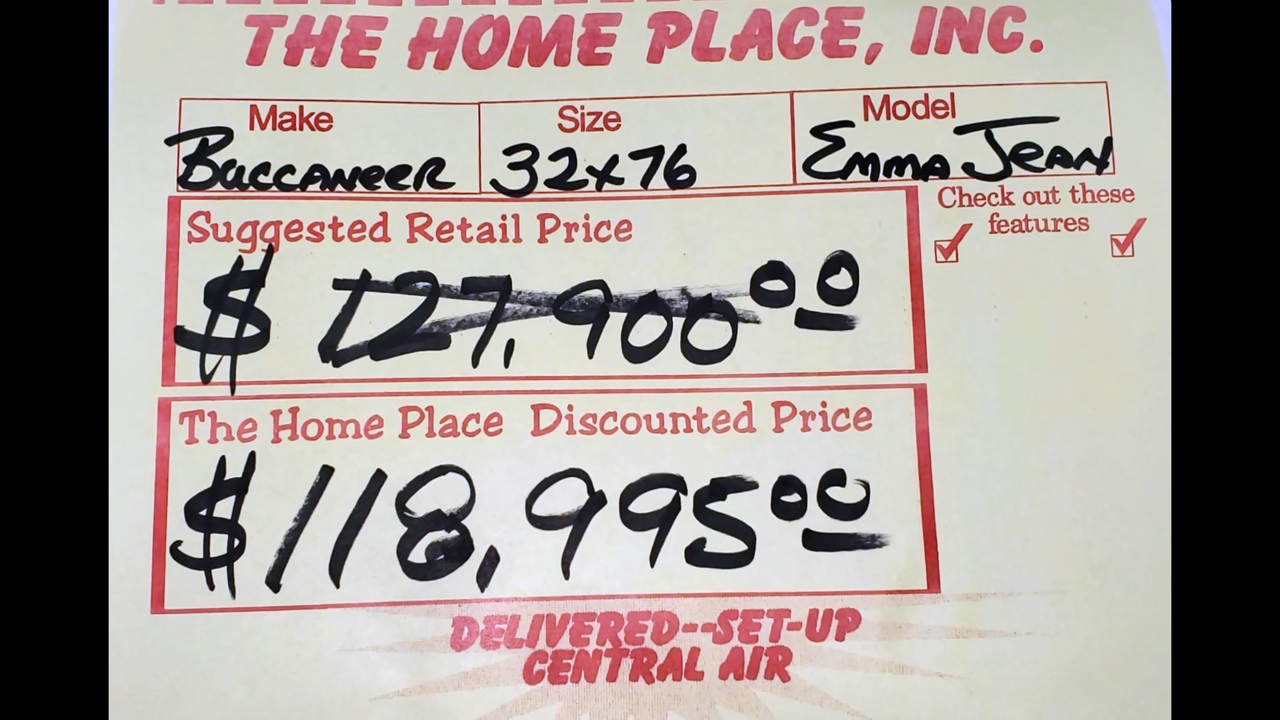 THE HOME PLACE, INC.
Make Size Model
BUCCANEER 32x76 EMMA JEAN
Check out these
features
Suggested Retail Price
$ 127,900 00
The Home Place Discounted Price
$ 118,995 00
DELIVERED--SET-UP
CENTRAL AIR